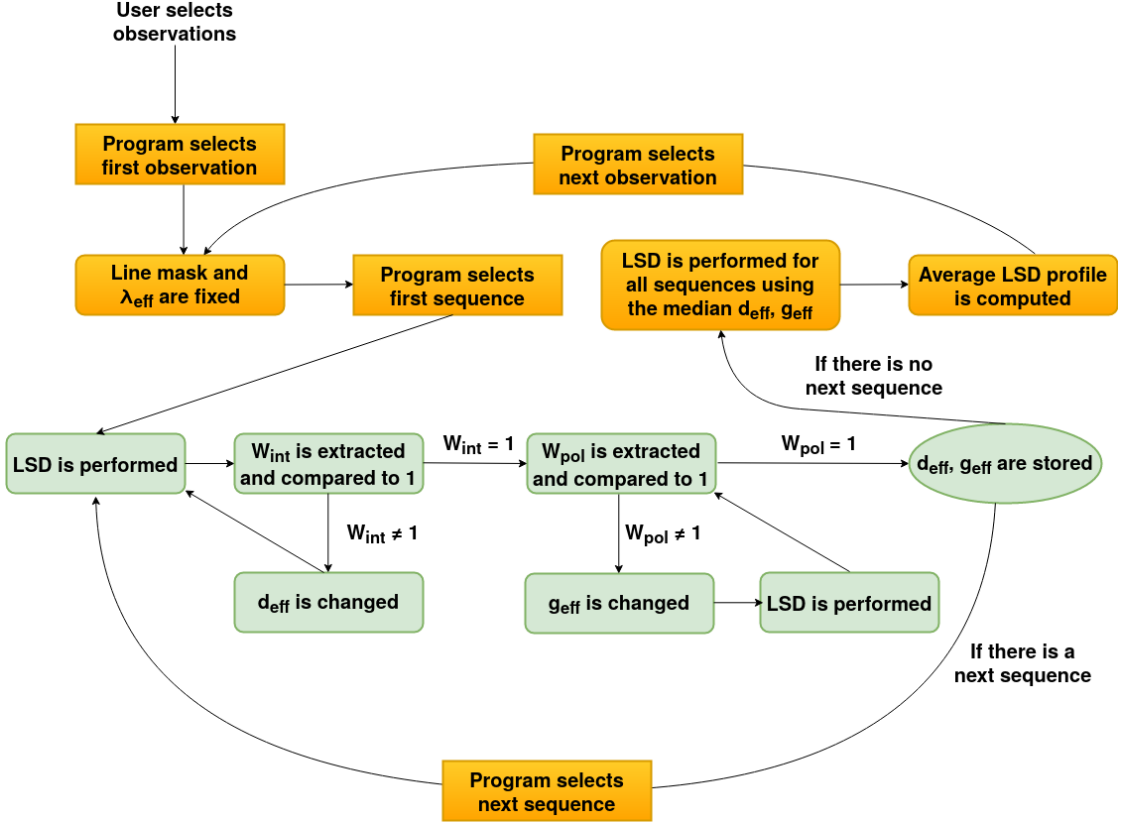 User selects
observations
Program selects
first observation
Program selects
next observation
Line mask and
λeff are fixed
Program selects
first sequence
LSD is performed for
all sequences using
the median deff, geff
Average LSD profile
is computed
If there is no
next sequence
LSD is performed
Wint is extracted
and compared to 1
Wint = 1
Wpol is extracted
and compared to 1
Wpol = 1
deff, geff are stored
Wint ≠ 1
Wpol ≠ 1
deff is changed
geff is changed
LSD is performed
If there is a
next sequence
Program selects
next sequence